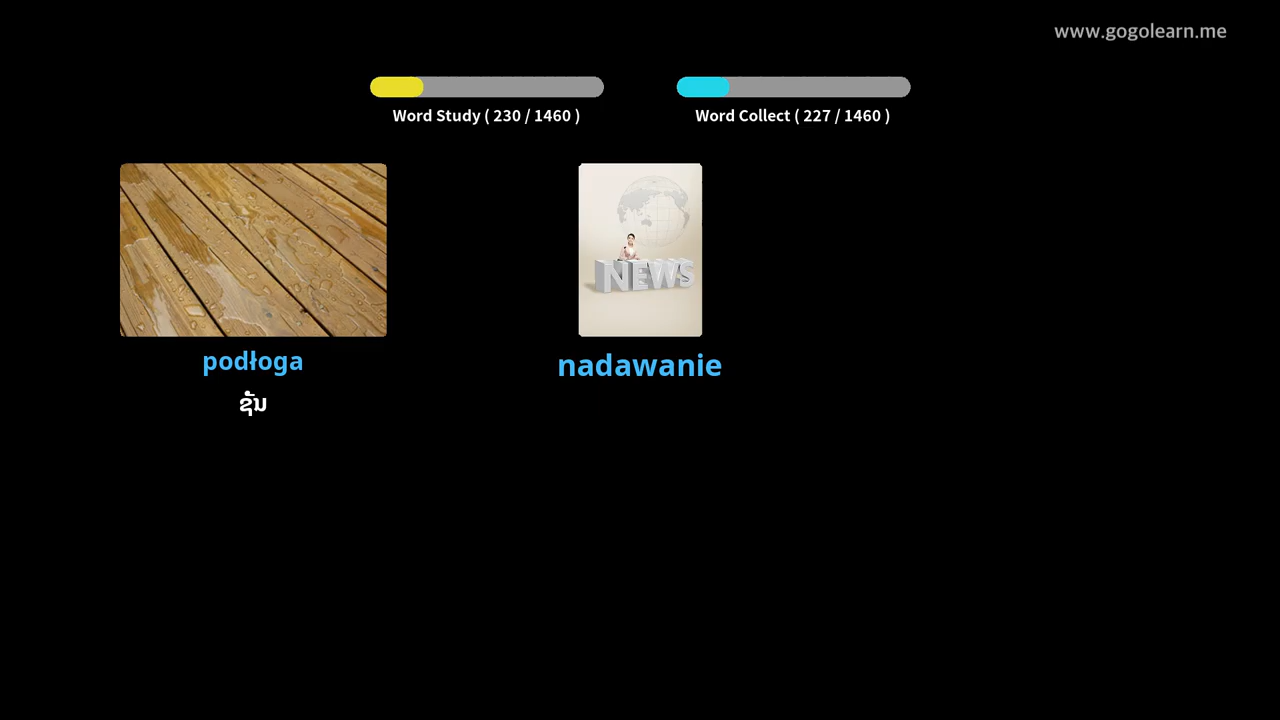 www.gogolearn.me
Word Study ( 230 / 1460 )
Word Collect ( 227 / 1460 )
NEWS
podłoga
nadawanie
ຊັ້ນ